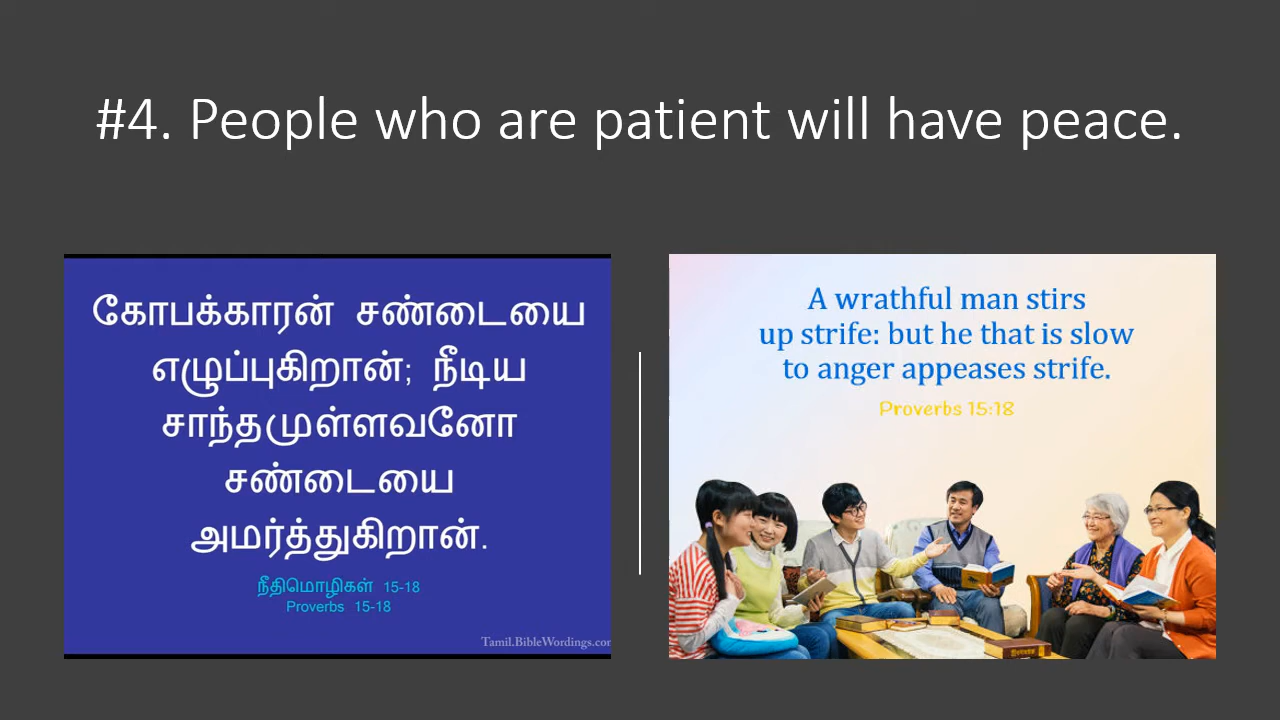 #4. People who are patient will have peace.
கோபக்காரன் சண்டையை
எழுப்புகிறான்; நீடிய
சாந்தமுள்ளவனோ
சண்டையை
அமர்த்துகிறான்.
நீதிமொழிகள் 15-18
Proverbs 15-18
Tamil.BibleWordings.com
A wrathful man stirs
up strife: but he that is slow
to anger appeases strife.
Proverbs 15:18